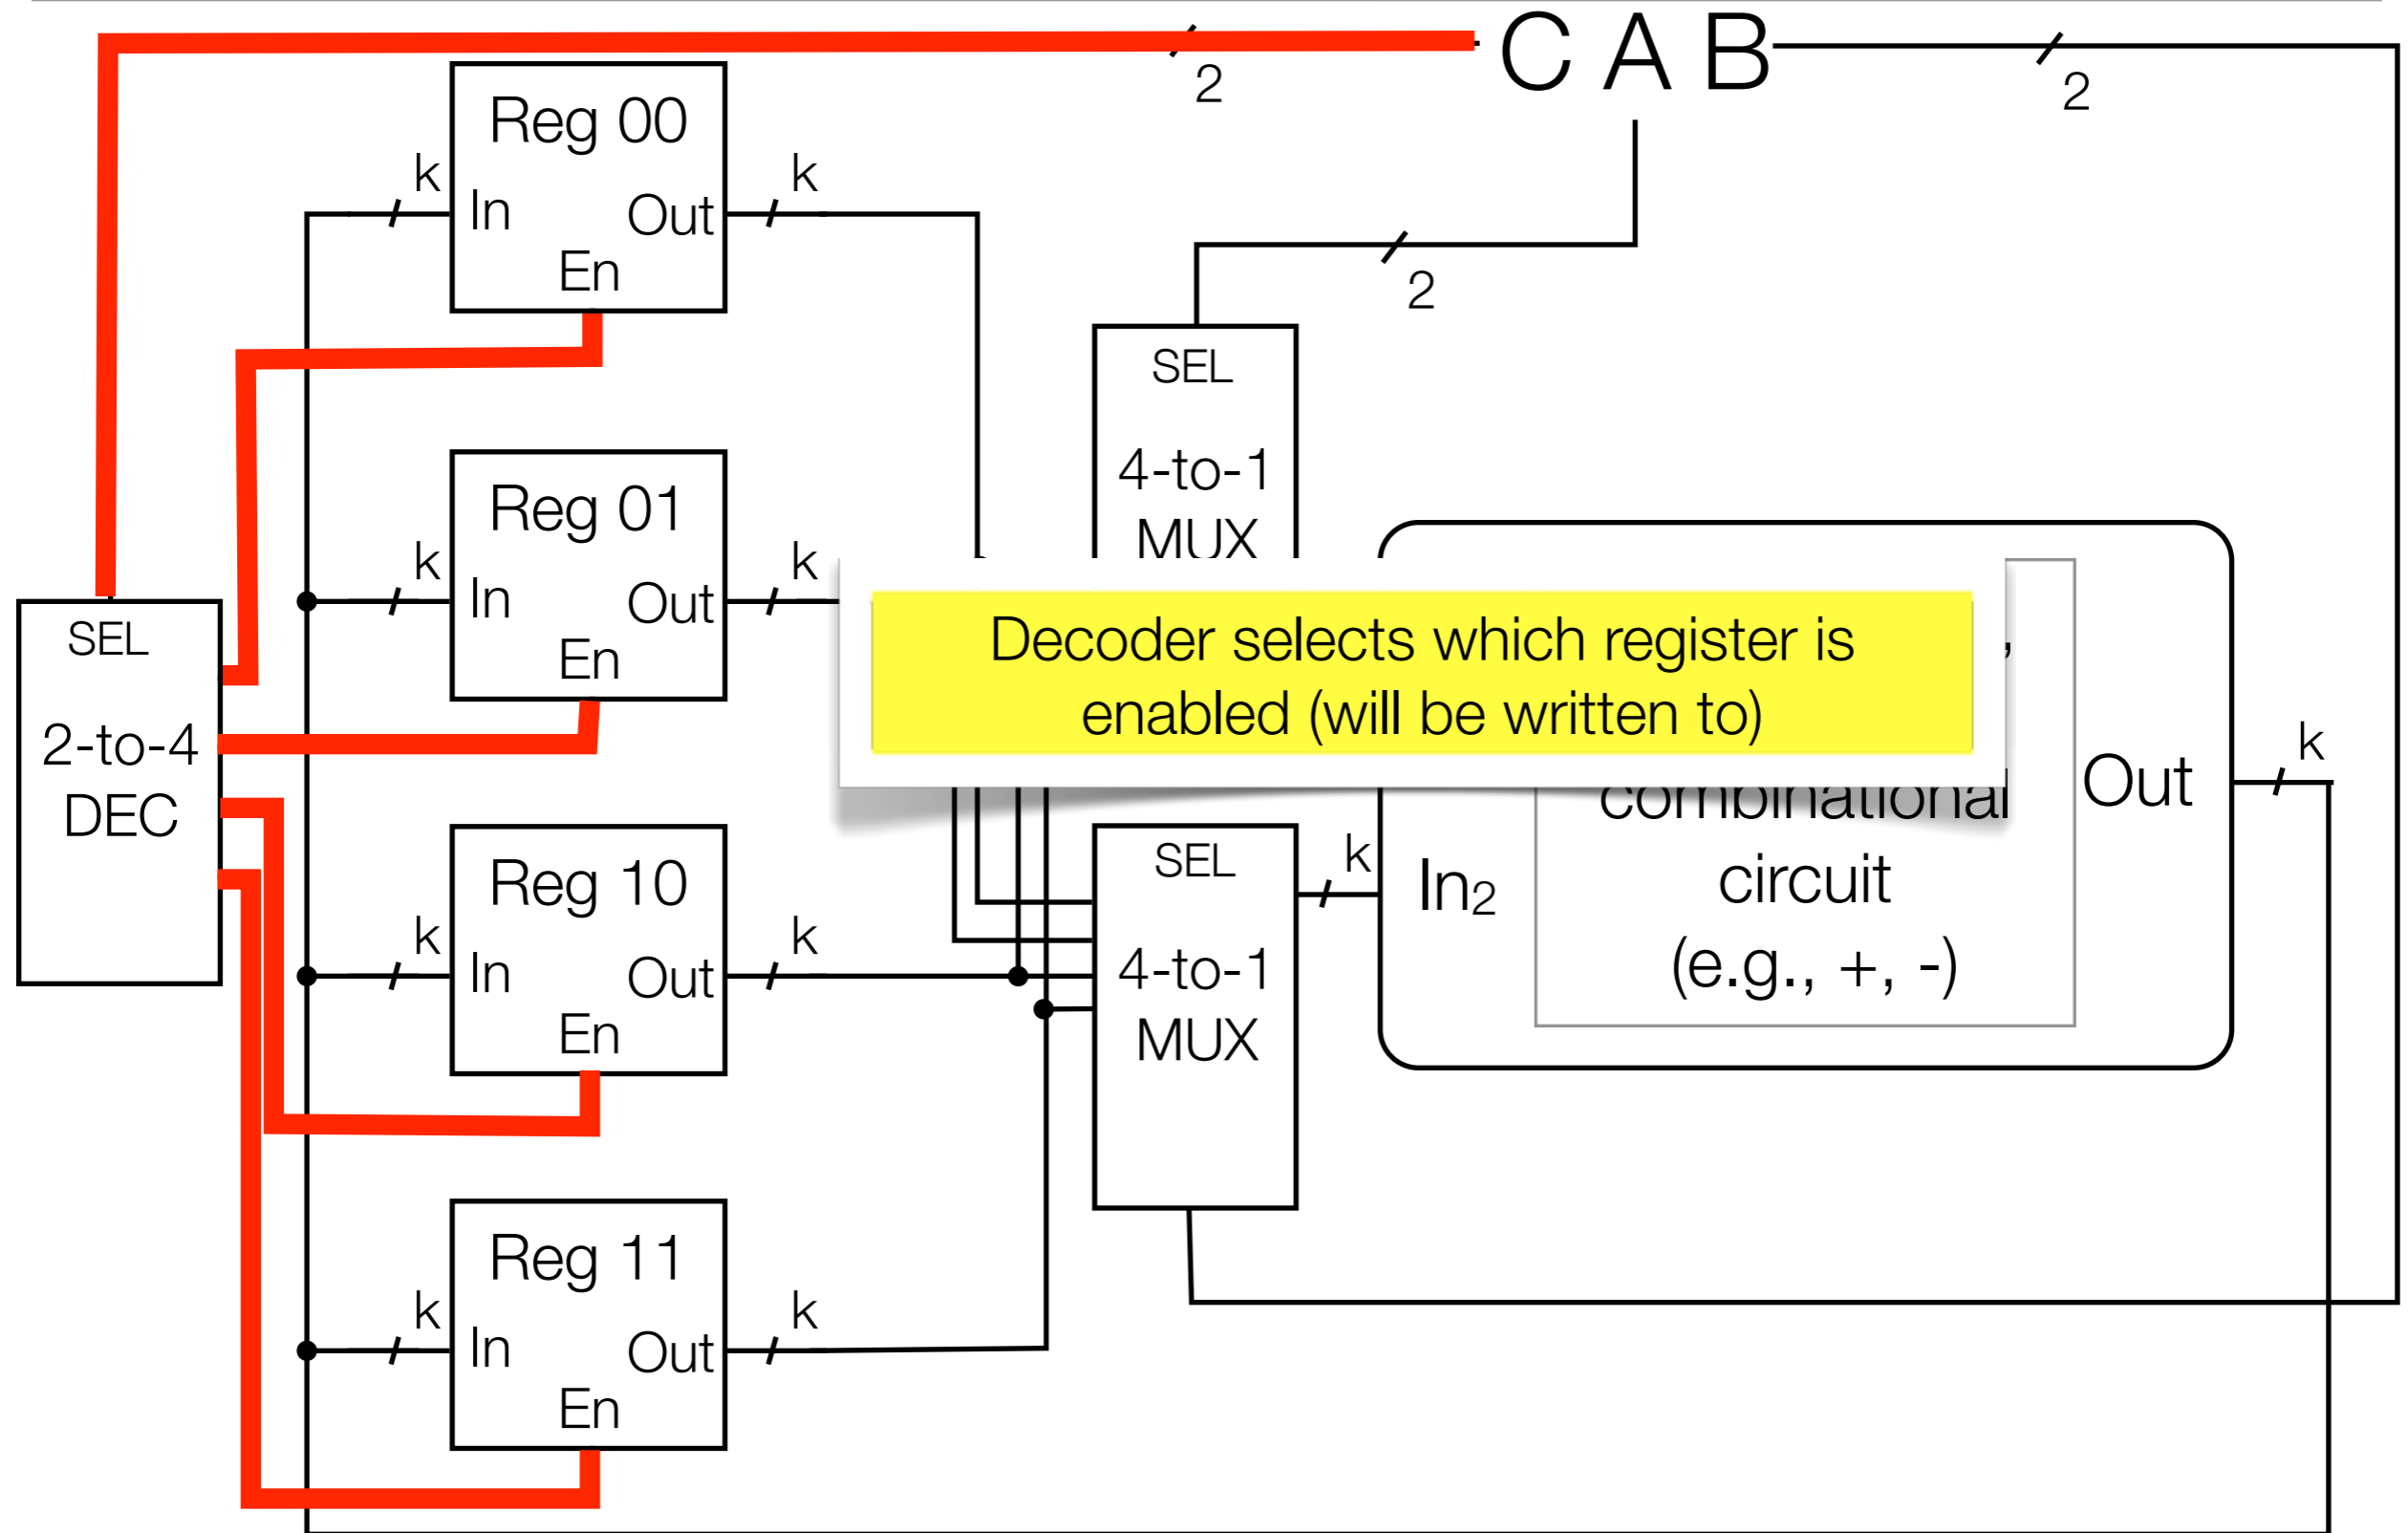 C A B
2
2
2
Reg 00
k
In
Out
k
En
Reg 01
k
In
Out
k
En
Reg 10
k
In
Out
k
En
Reg 11
k
In
Out
k
En
SEL
2-to-4
DEC
SEL
4-to-1
MUX
Decoder selects which register is
enabled (will be written to)
,
SEL
4-to-1
MUX
k
In2
combinational
circuit
(e.g., +, -)
Out
k